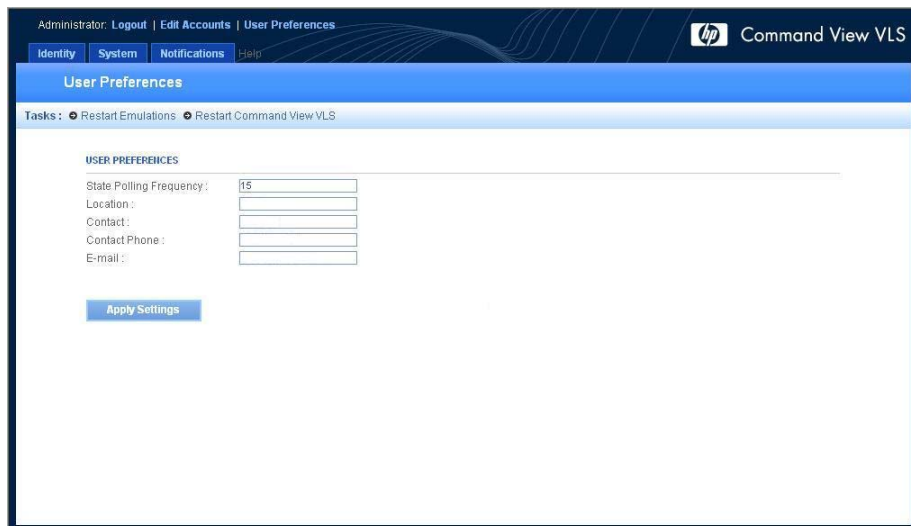 Administrator: Logout | Edit Accounts | User Preferences
hp Command View VLS
Identity System Notifications Help
User Preferences
Tasks : Restart Emulations Restart Command View VLS
USER PREFERENCES
State Polling Frequency : 15
Location :
Contact :
Contact Phone :
E-mail :
Apply Settings